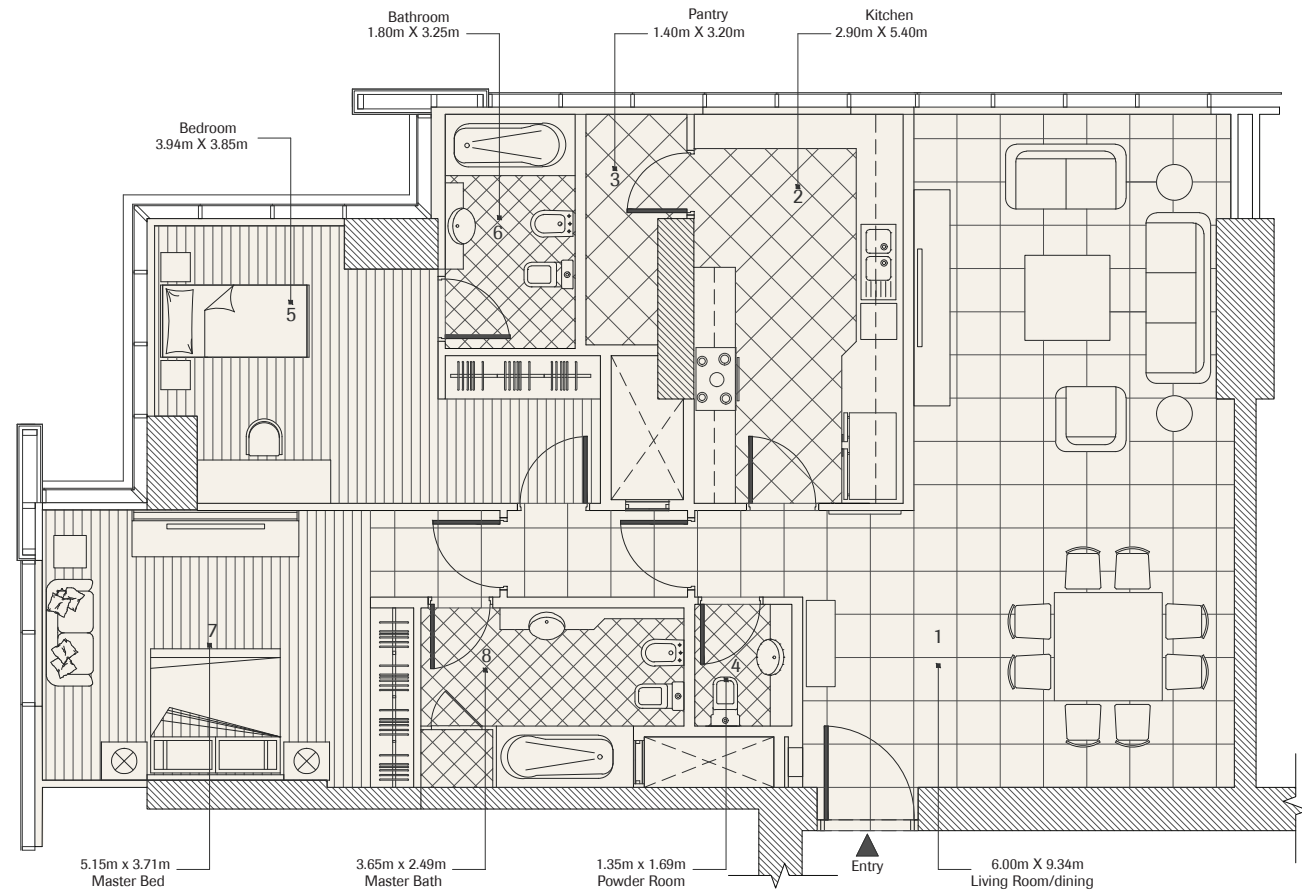 Bathroom
1.80m X 3.25m
Pantry
1.40m X 3.20m
Kitchen
2.90m X 5.40m
Bedroom
3.94m X 3.85m
3
2
6
5
7
8
4
1
5.15m x 3.71m
Master Bed
3.65m x 2.49m
Master Bath
1.35m x 1.69m
Powder Room
Entry
6.00m X 9.34m
Living Room/dining